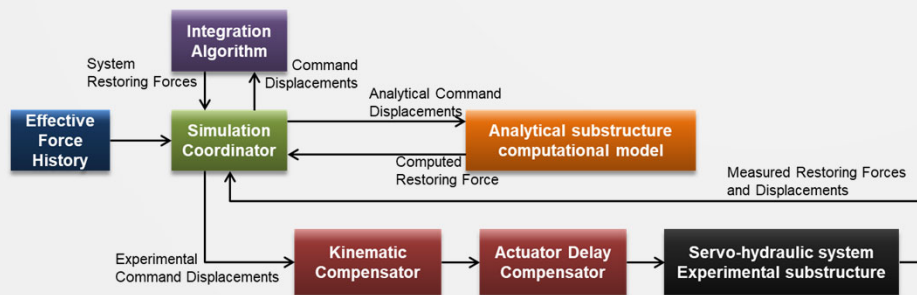 Integration
Algorithm
System
Restoring Forces
Command
Displacements
Analytical Command
Displacements
Effective
Force
History
Simulation
Coordinator
Analytical substructure
computational model
Computed
Restoring Force
Measured Restoring Forces
and Displacements
Experimental
Command Displacements
Kinematic
Compensator
Actuator Delay
Compensator
Servo-hydraulic system
Experimental substructure